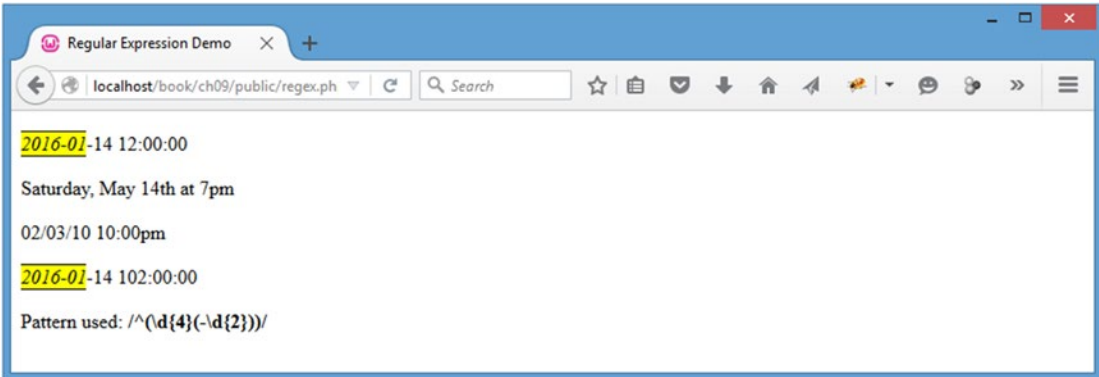 Regular Expression Demo
localhost/book/ch09/public/regex.ph
Search
2016-01-14 12:00:00
Saturday, May 14th at 7pm
02/03/10 10:00pm
2016-01-14 102:00:00
Pattern used: /^(\d{4}(-\d{2}))/